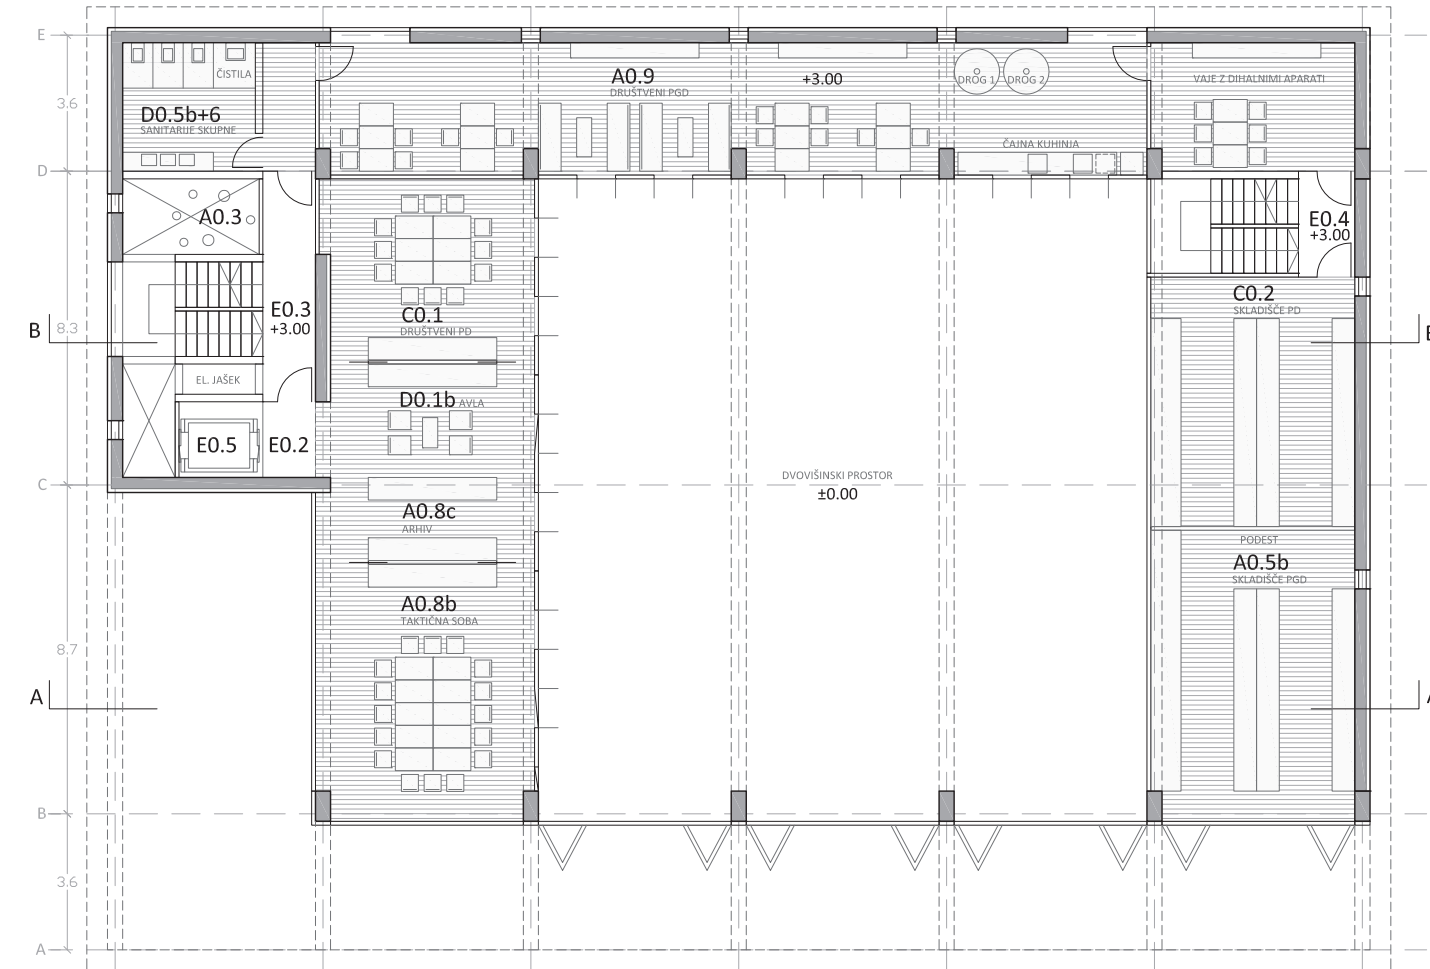 E
3.6
D
8.3
C
8.7
B
3.6
A
B
A
ČISTILA
D0.5b+6
SANITARIJE SKUPNE
A0.9
DRUŠTVENI PGD
+3.00
DROG 1
DROG 2
VAJE Z DIHALNIMI APARATI
ČAJNA KUHINJA
A0.3
E0.3
+3.00
EL. JAŠEK
E0.5
E0.2
C0.1
DRUŠTVENI PD
D0.1b AVLA
A0.8c
ARHIV
A0.8b
TAKTIČNA SOBA
DVOVIŠINSKI PROSTOR
±0.00
E0.4
+3.00
C0.2
SKLADIŠČE PD
PODEST
A0.5b
SKLADIŠČE PGD